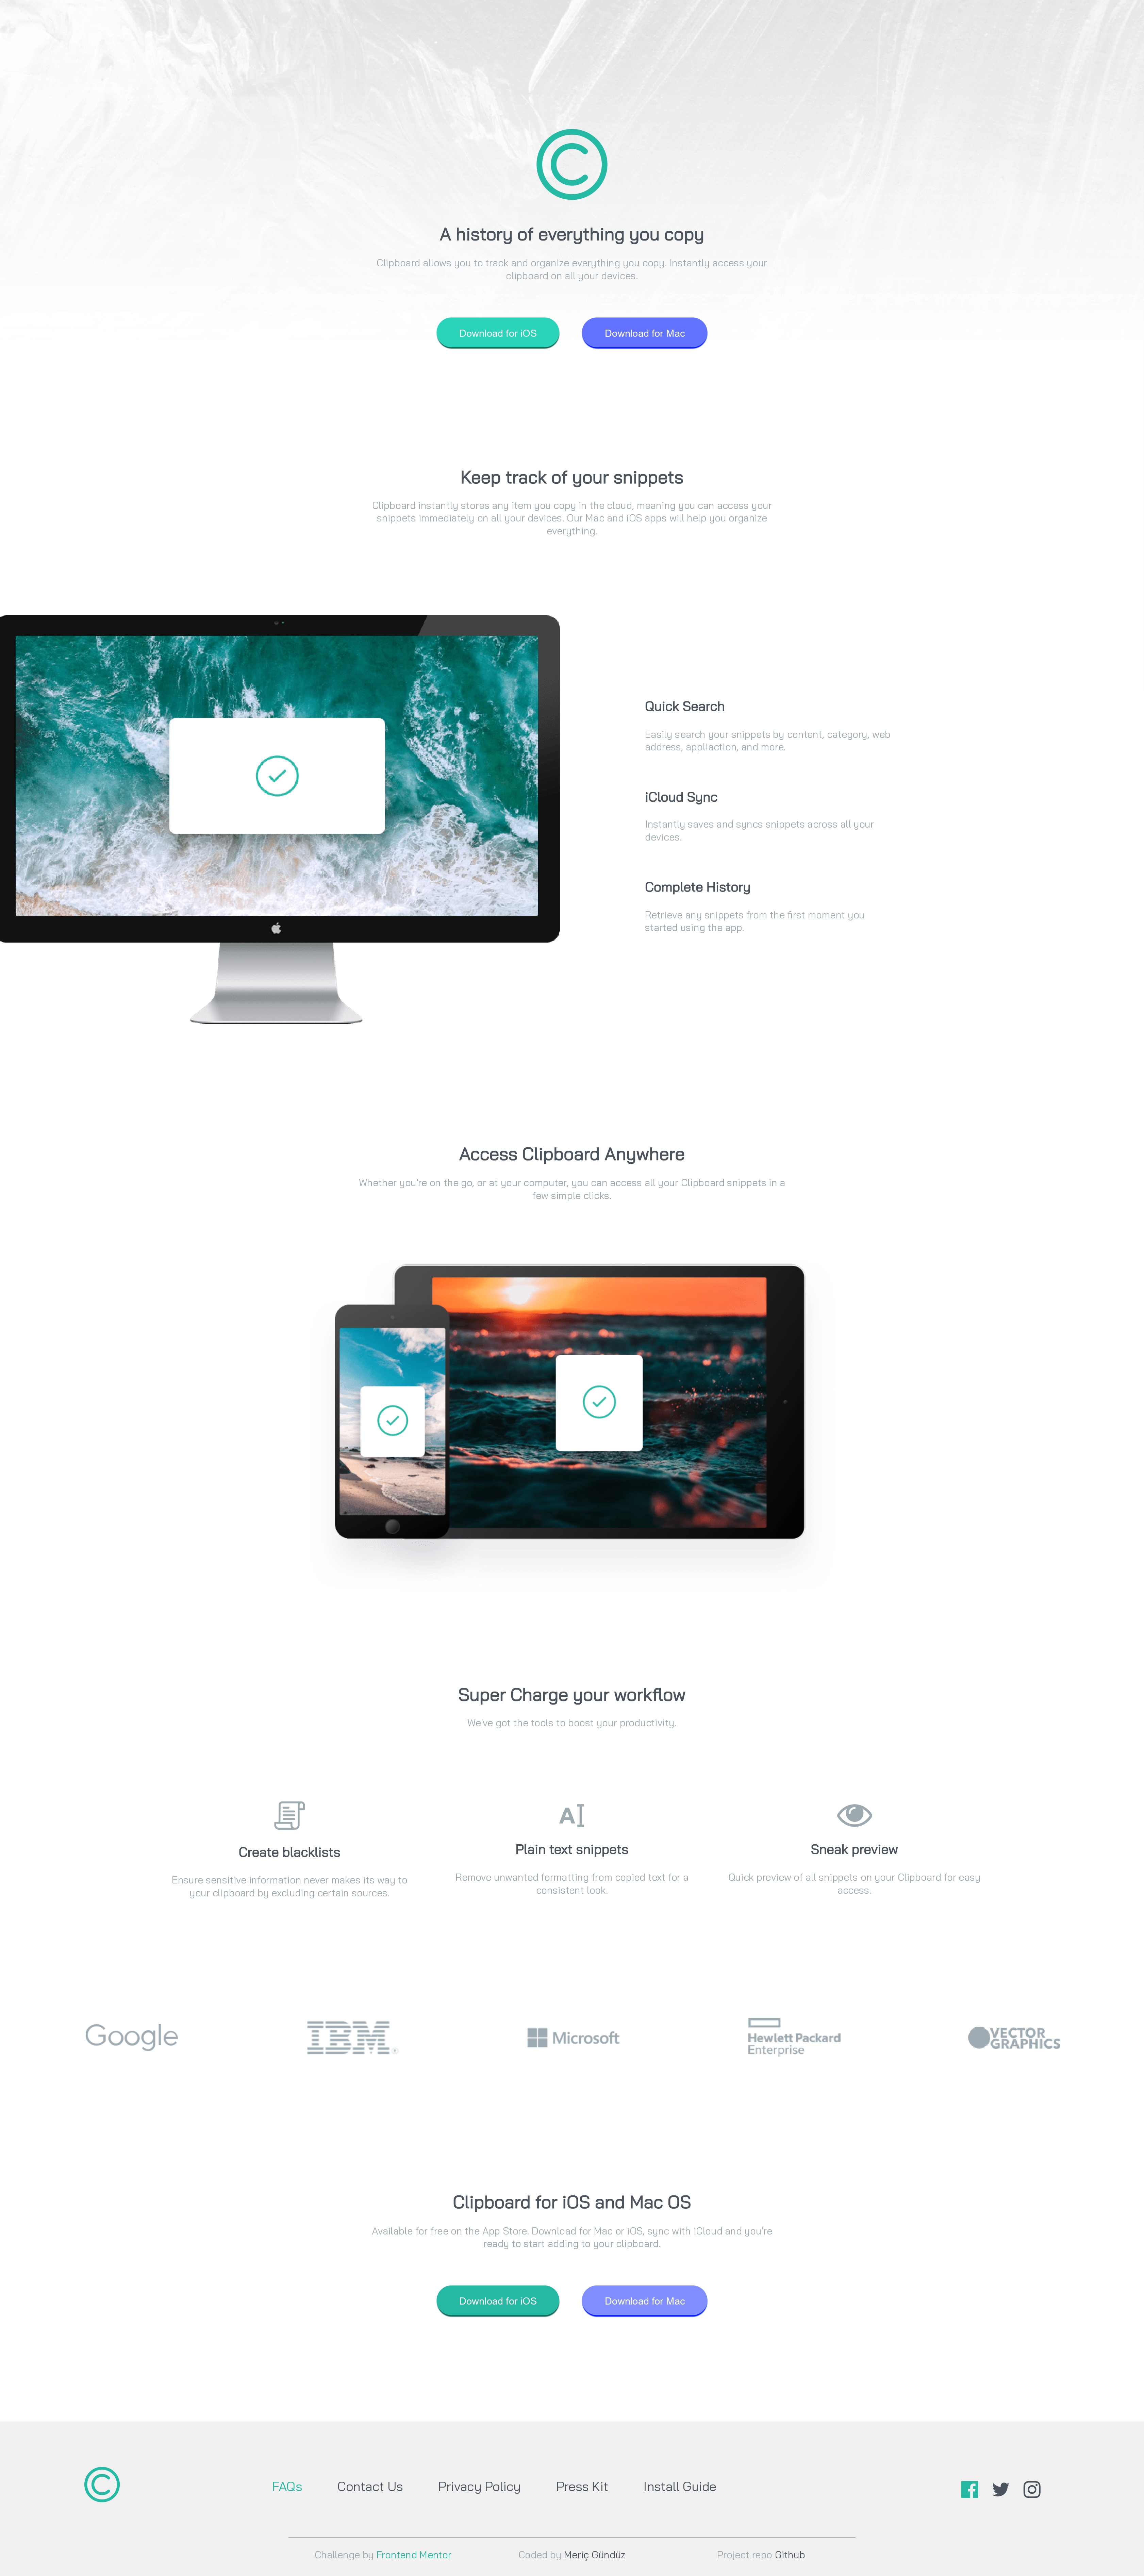 A history of everything you copy
Clipboard allows you to track and organize everything you copy. Instantly access your
clipboard on all your devices.
Download for iOS
Download for Mac
Keep track of your snippets
Clipboard instantly stores any item you copy in the cloud, meaning you can access your
snippets immediately on all your devices. Our Mac and iOS apps will help you organize
everything.
Quick Search
Easily search your snippets by content, category, web
address, appliaction, and more.
iCloud Sync
Instantly saves and syncs snippets across all your
devices.
Complete History
Retrieve any snippets from the first moment you
started using the app.
Access Clipboard Anywhere
Whether you're on the go, or at your computer, you can access all your Clipboard snippets in a
few simple clicks.
Super Charge your workflow
We've got the tools to boost your productivity.
Create blacklists
Ensure sensitive information never makes its way to
your clipboard by excluding certain sources.
Plain text snippets
Remove unwanted formatting from copied text for a
consistent look.
Sneak preview
Quick preview of all snippets on your Clipboard for easy
access.
Google
IBM
Microsoft
Hewlett Packard
Enterprise
VECTOR
GRAPHICS
Clipboard for iOS and Mac OS
Available for free on the App Store. Download for Mac or iOS, sync with iCloud and you're
ready to start adding to your clipboard.
Download for iOS
Download for Mac
FAQs
Contact Us
Privacy Policy
Press Kit
Install Guide
Challenge by Frontend Mentor
Coded by Meriç Gündüz
Project repo Github